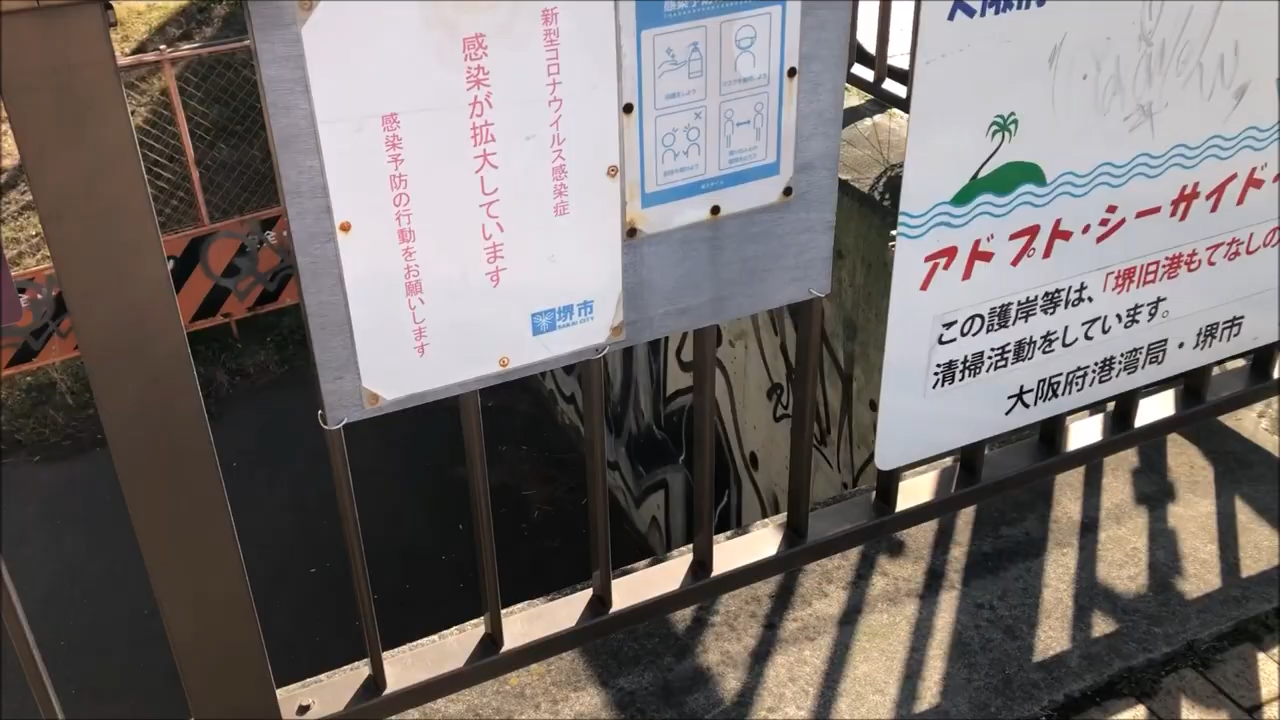 新型コロナウイルス感染症
感染が拡大しています
感染予防の行動をお願いします
堺市
SAKAI CITY
アドプト・シーサイド
この護岸等は、「堺旧港もてなしの
清掃活動をしています。
大阪府港湾局・堺市